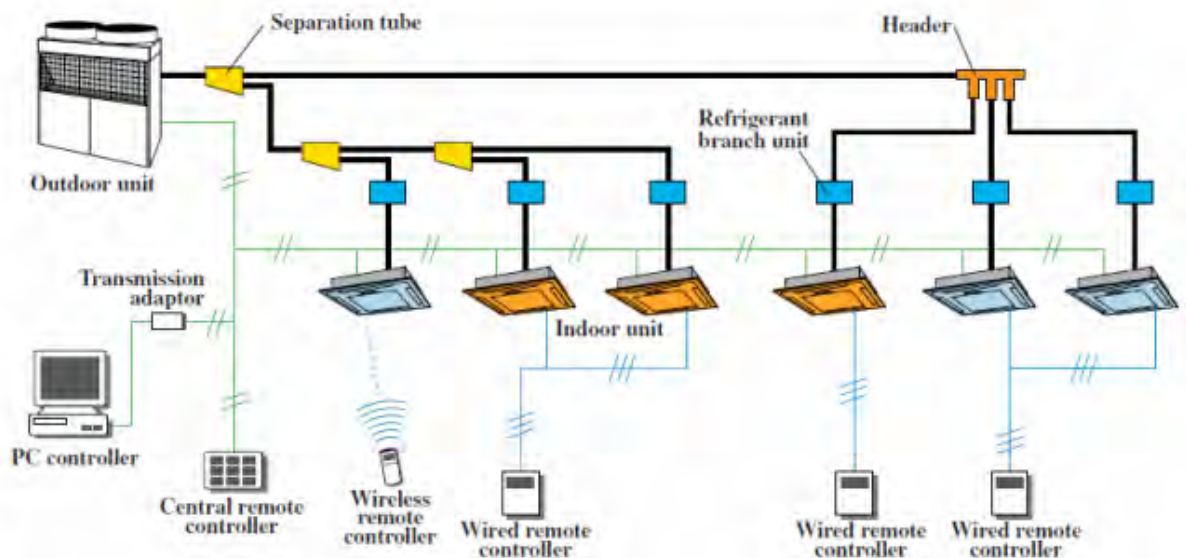 Separation tube
Header
Refrigerant
branch unit
Outdoor unit
Transmission
adaptor
Indoor unit
PC controller
Central remote
controller
Wireless
remote
controller
Wired remote
controller
Wired remote
controller
Wired remote
controller